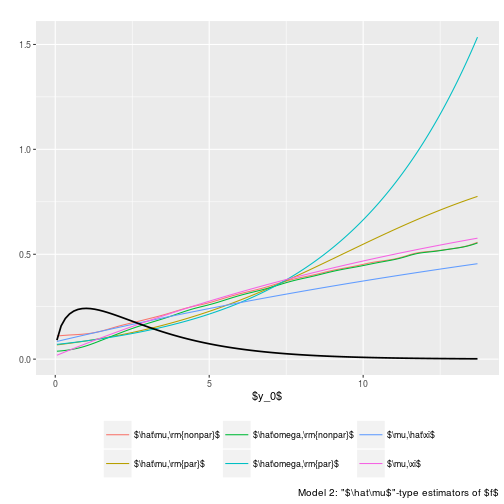 1.5
1.0
0.5
0.0
0
5
10
$y_0$
$\hat\mu,\rm{nonpar}$ $\hat\omega,\rm{nonpar}$ $\mu,\hat\xi$
$\hat\mu,\rm{par}$ $\hat\omega,\rm{par}$ $\mu,\xi$
Model 2: "$\hat\mu$"-type estimators of $f$